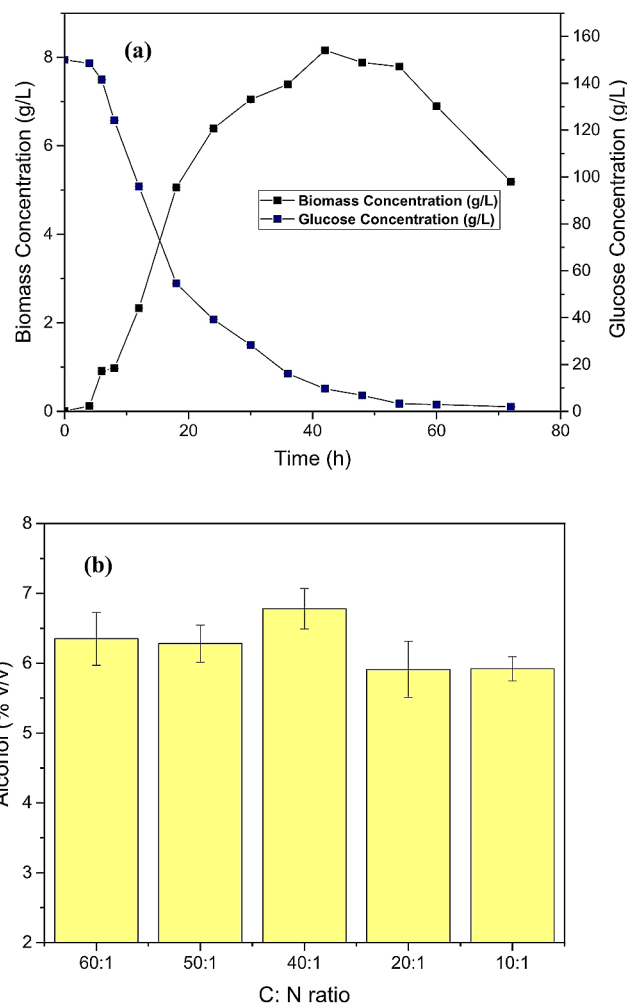 (a)
Biomass Concentration (g/L)
8
6
4
2
0
Biomass Concentration (g/L)
Glucose Concentration (g/L)
160
140
120
100
80
60
40
20
0
Glucose Concentration (g/L)
0 20 40 60 80
Time (h)
(b)
Alcohol (% V/V)
8
7
6
5
4
3
2
60:1 50:1 40:1 20:1 10:1
C: N ratio